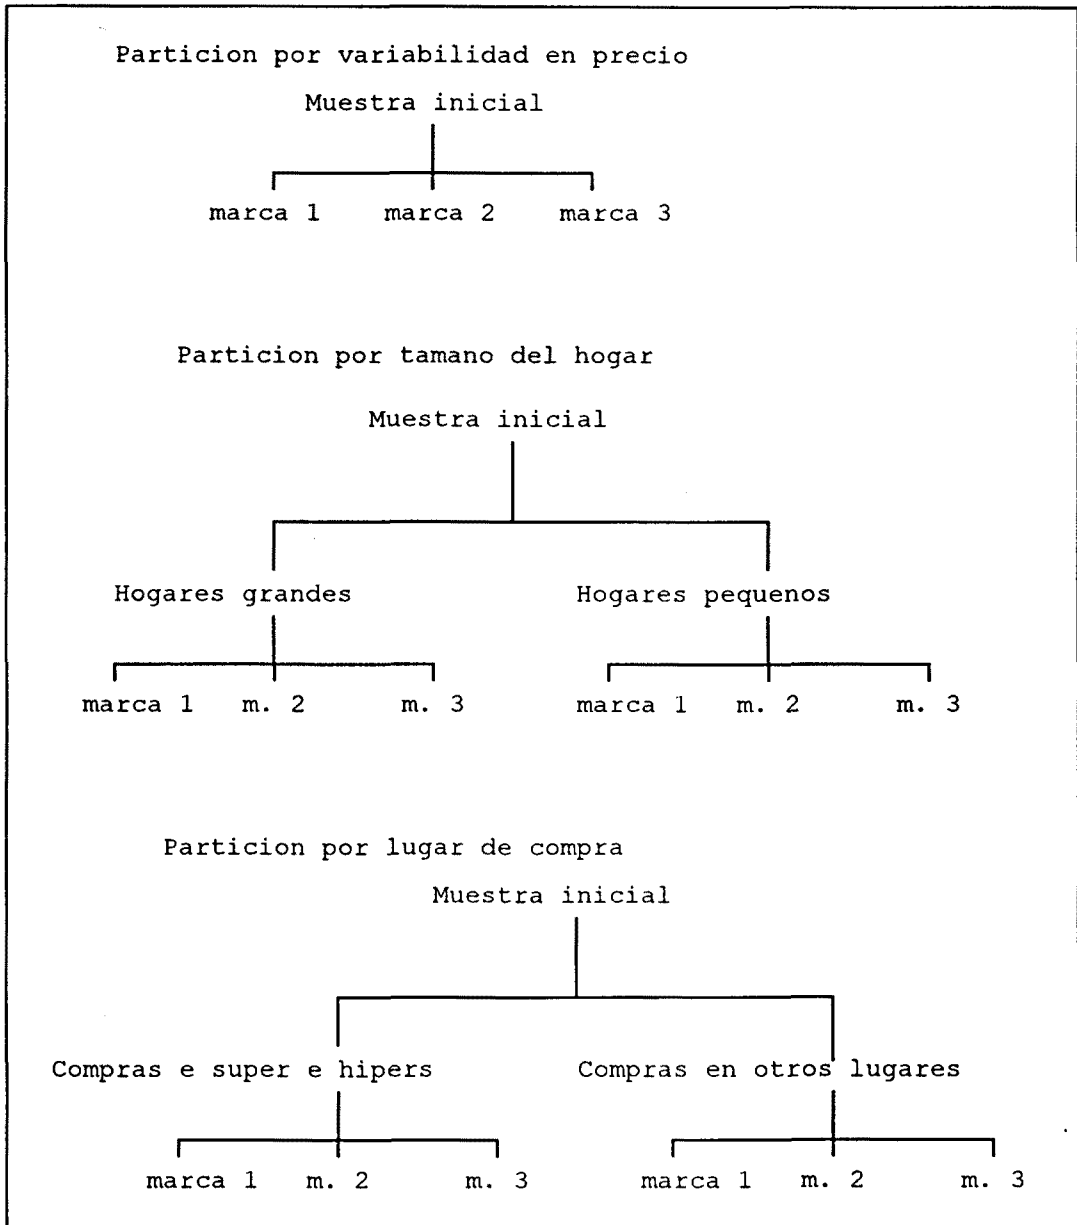 Particion por variabilidad en precio
Muestra inicial
marca 1 marca 2 marca 3
Particion por tamano del hogar
Muestra inicial
Hogares grandes Hogares pequenos
marca 1 m. 2 m. 3 marca 1 m. 2 m. 3
Particion por lugar de compra
Muestra inicial
Compras e super e hipers Compras en otros lugares
marca 1 m. 2 m. 3 marca 1 m. 2 m. 3